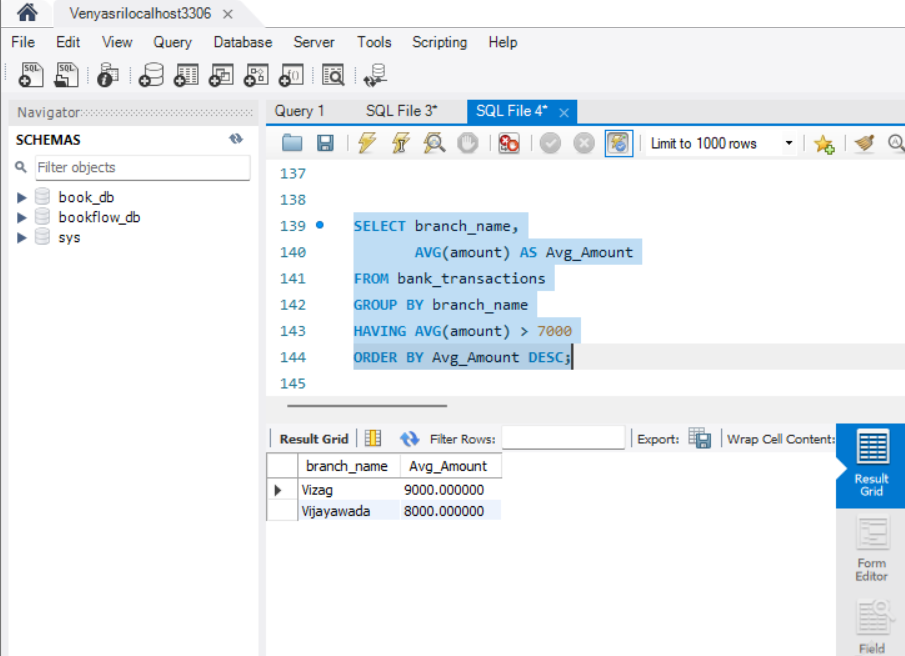 Venyasrilocalhost3306 ×
File Edit View Query Database Server Tools Scripting Help
SQL SQL
Navigator
Query 1 SQL File 3* SQL File 4* ×
SCHEMAS
Limit to 1000 rows
Filter objects
book_db
bookflow_db
sys
137
138
139 SELECT branch_name,
140 AVG(amount) AS Avg_Amount
141 FROM bank_transactions
142 GROUP BY branch_name
143 HAVING AVG(amount) > 7000
144 ORDER BY Avg_Amount DESC;
145
Result Grid Filter Rows: Export: Wrap Cell Content:
branch_name Avg_Amount
Vizag 9000.000000
Vijayawada 8000.000000
Result
Grid
Form
Editor
Field